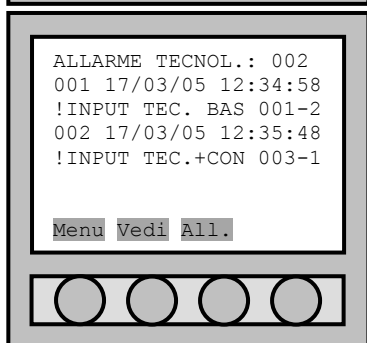 ALLARME TECNOL.: 002
001 17/03/05 12:34:58
!INPUT TEC. BAS 001-2
002 17/03/05 12:35:48
!INPUT TEC.+CON 003-1
Menu Vedi All.